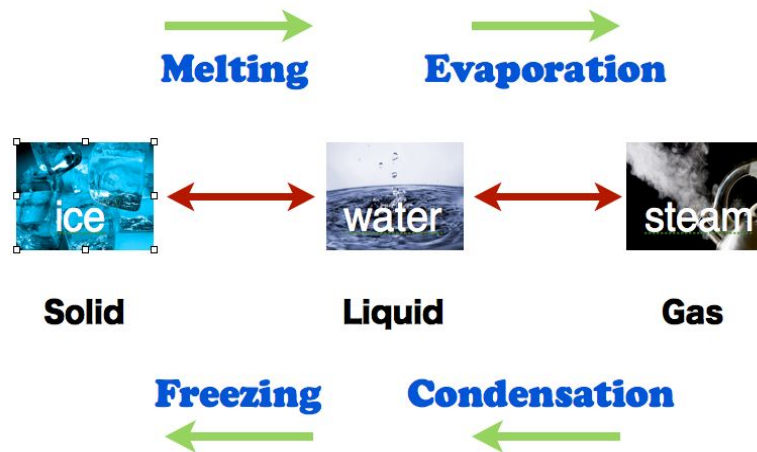 Melting Evaporation
ice water steam
Solid Liquid Gas
Freezing Condensation